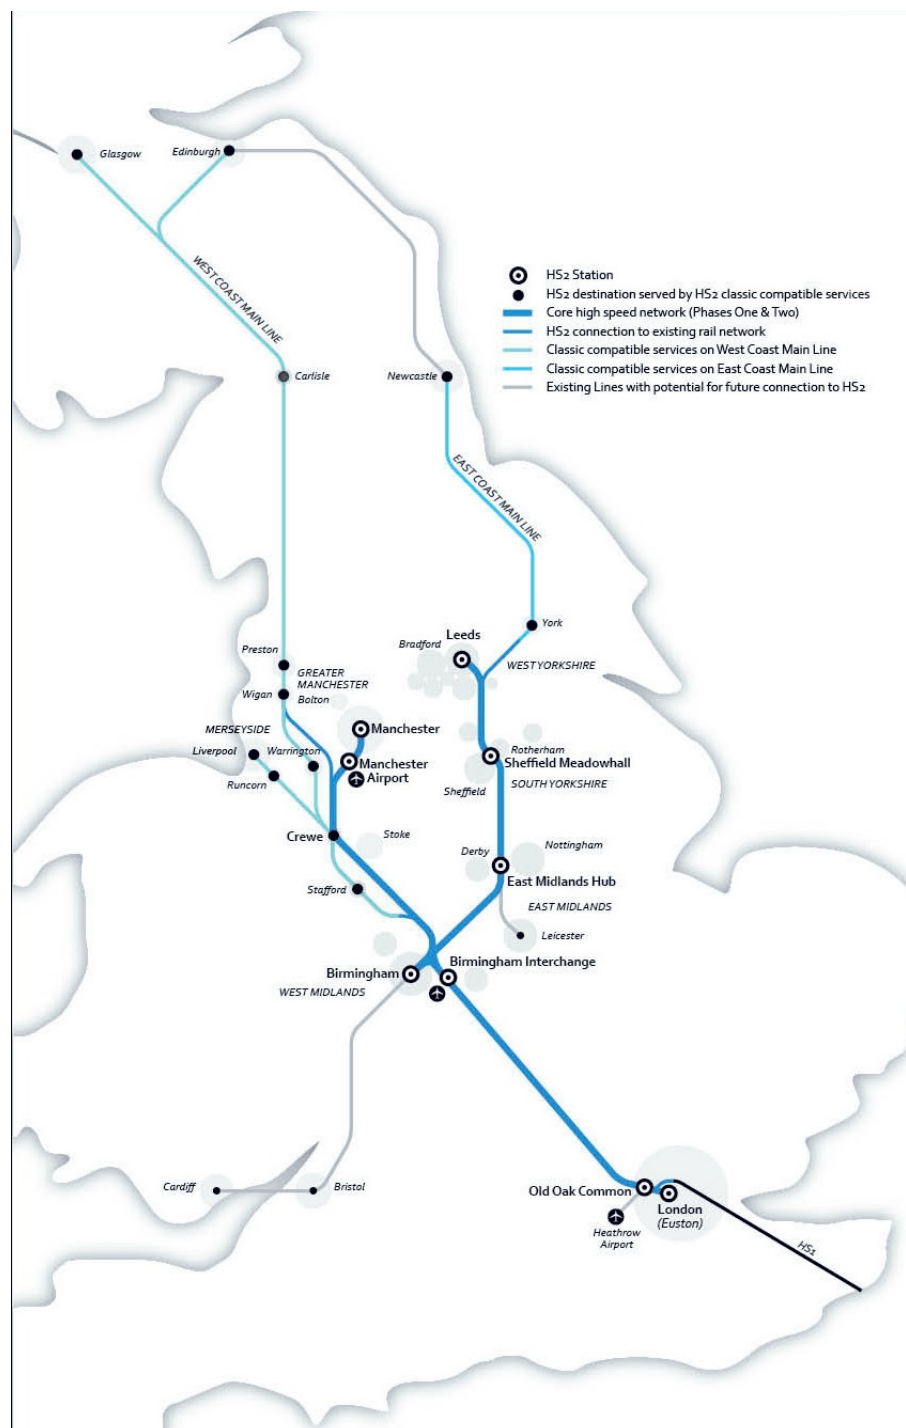 Glasgow
Edinburgh
WEST COAST MAIN LINE
HS2 Station
HS2 destination served by HS2 classic compatible services
Core high speed network (Phases One & Two)
HS2 connection to existing rail network
Classic compatible services on West Coast Main Line
Classic compatible services on East Coast Main Line
Existing Lines with potential for future connection to HS2
Carlisle
Newcastle
EAST COAST MAIN LINE
York
Leeds
Bradford
WEST YORKSHIRE
Preston
GREATER
MANCHESTER
Wigan
Bolton
MERSEYSIDE
Manchester
Liverpool
Warrington
Manchester
Airport
Runcorn
Rotherham
Sheffield Meadowhall
SOUTH YORKSHIRE
Sheffield
Crewe
Stoke
Derby
Nottingham
East Midlands Hub
Stafford
EAST MIDLANDS
Leicester
Birmingham Interchange
Birmingham
WEST MIDLANDS
Cardiff
Bristol
Old Oak Common
London
(Euston)
Heathrow
Airport
HS1